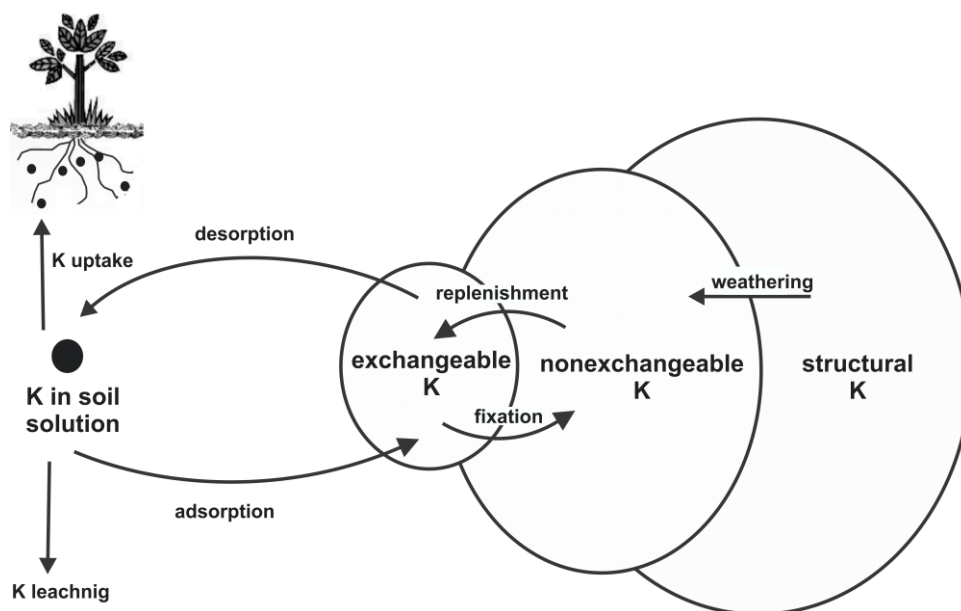 desorption
K uptake
weathering
replenishment
exchangeable
K
nonexchangeable
K
structural
K
K in soil
solution
fixation
adsorption
K leachnig